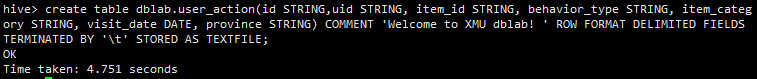 hive> create table dblab.user_action(id STRING,uid STRING, item_id STRING, behavior_type STRING, item_categ
ory STRING, visit_date DATE, province STRING) COMMENT 'Welcome to XMU dblab! ' ROW FORMAT DELIMITED FIELDS
TERMINATED BY '\t' STORED AS TEXTFILE;
OK
Time taken: 4.751 seconds